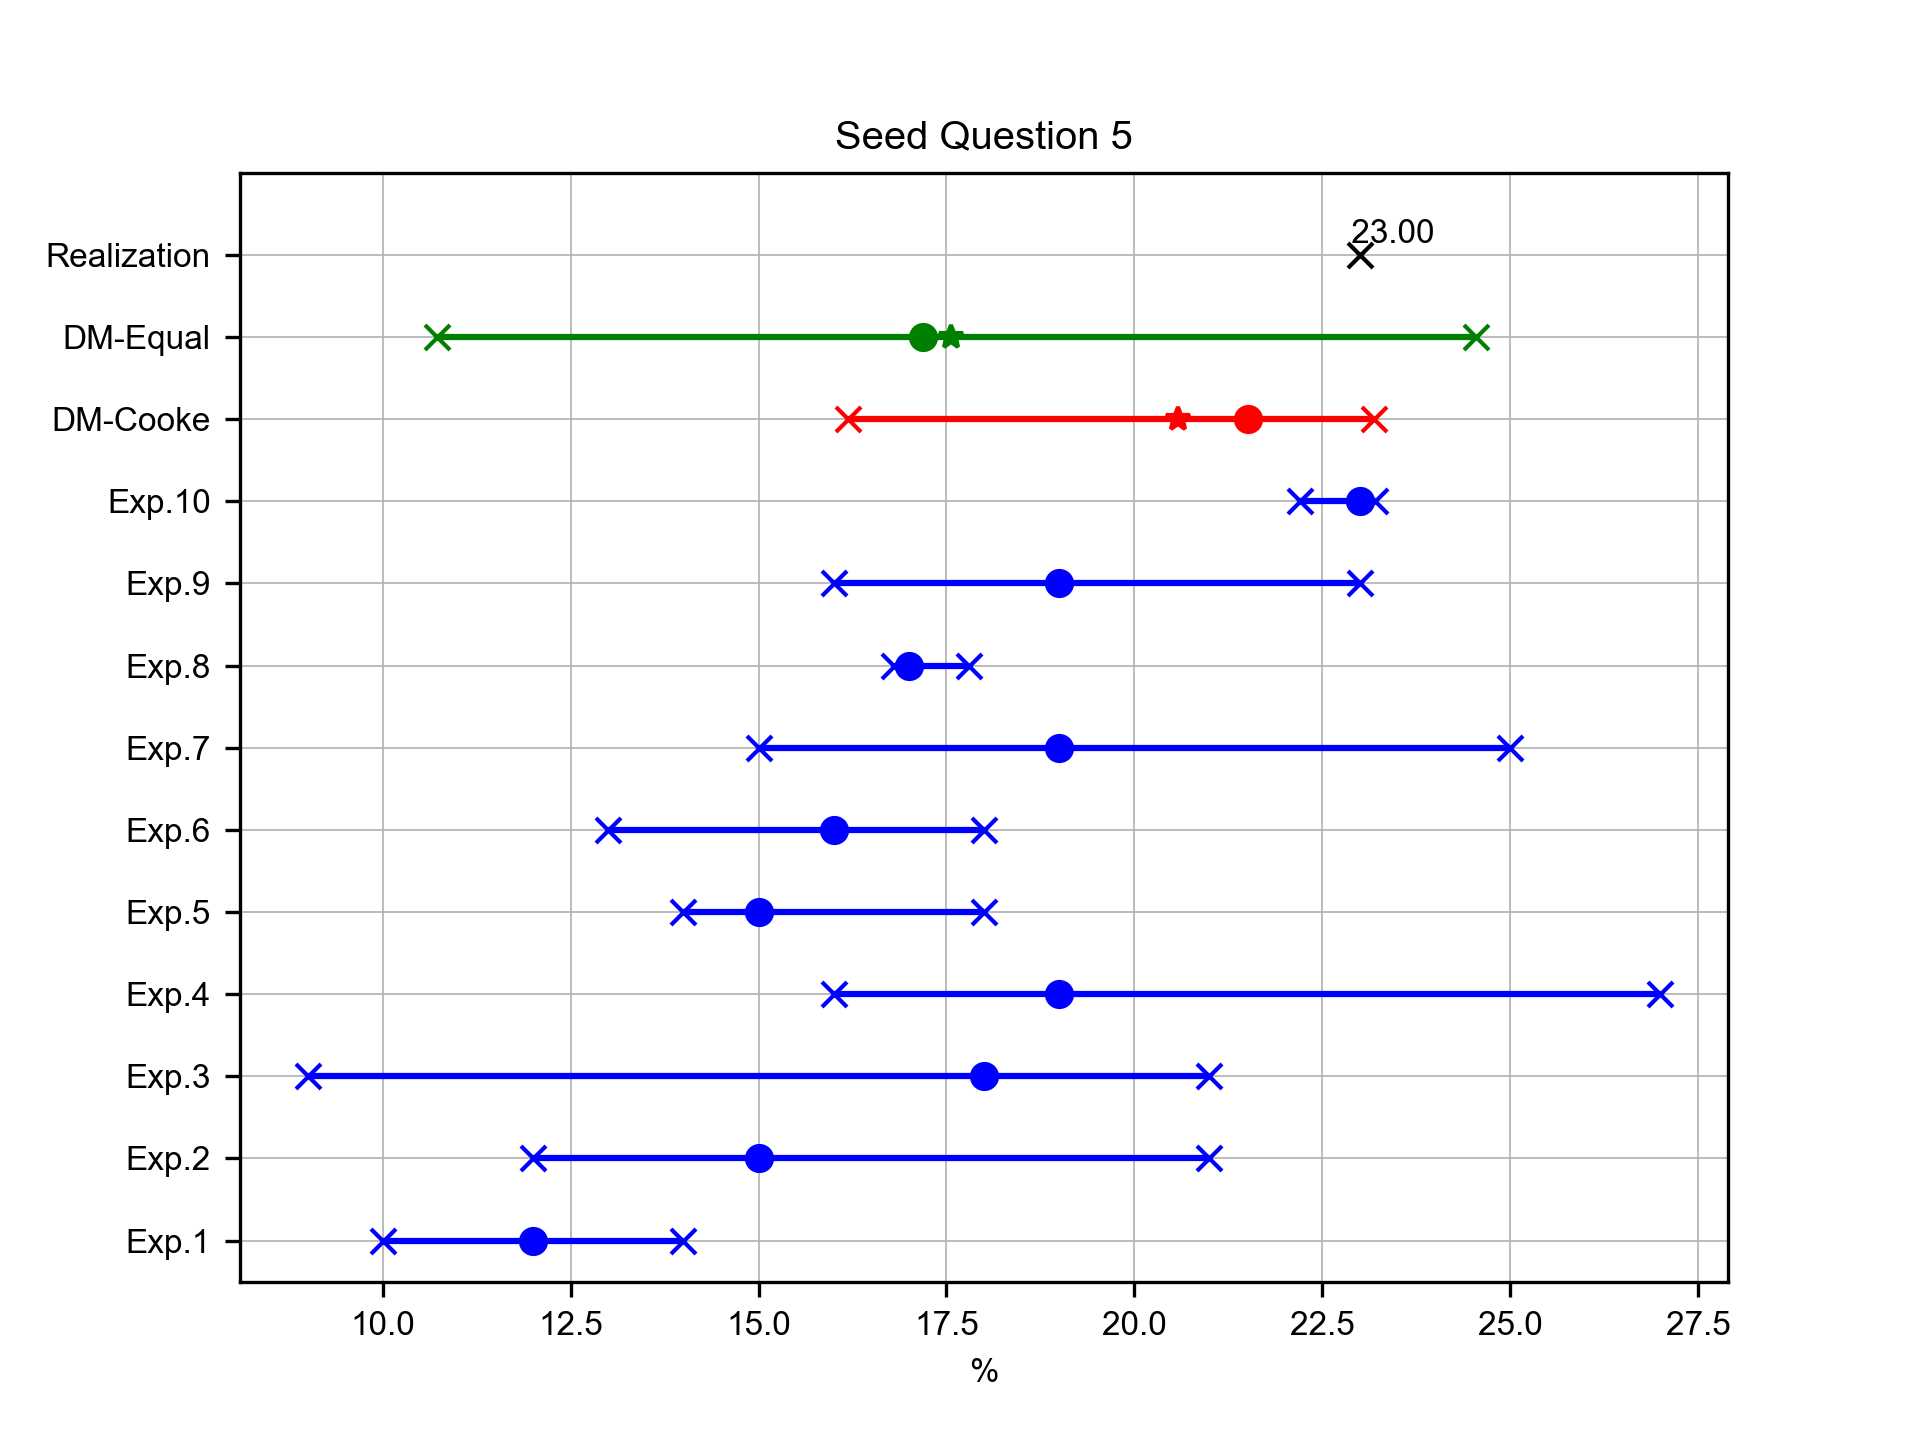 Seed Question 5
23.00
Realization
DM-Equal
DM-Cooke
Exp.10
Exp.9
Exp.8
Exp.7
Exp.6
Exp.5
Exp.4
Exp.3
Exp.2
Exp.1
10.0 12.5 15.0 17.5 20.0 22.5 25.0 27.5
%